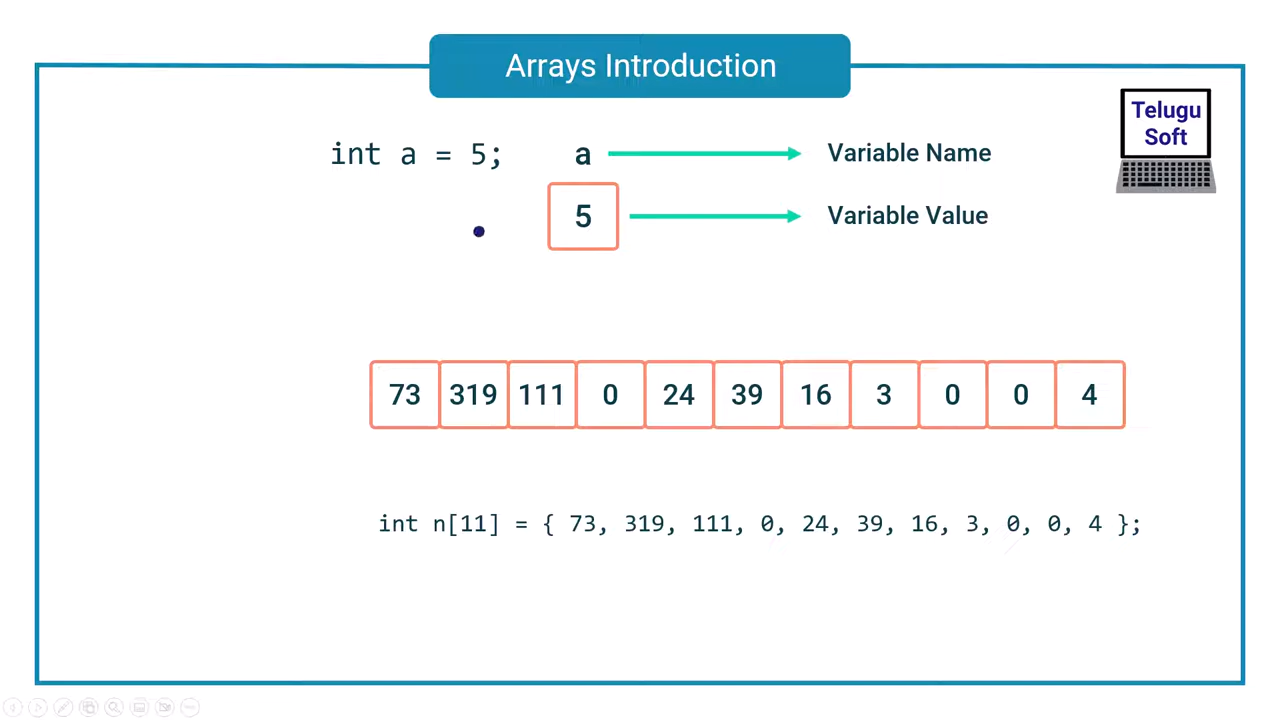 Arrays Introduction
Telugu
Soft
int a = 5;
a
Variable Name
5
Variable Value
73 319 111 0 24 39 16 3 0 0 4
int n[11] = { 73, 319, 111, 0, 24, 39, 16, 3, 0, 0, 4 };